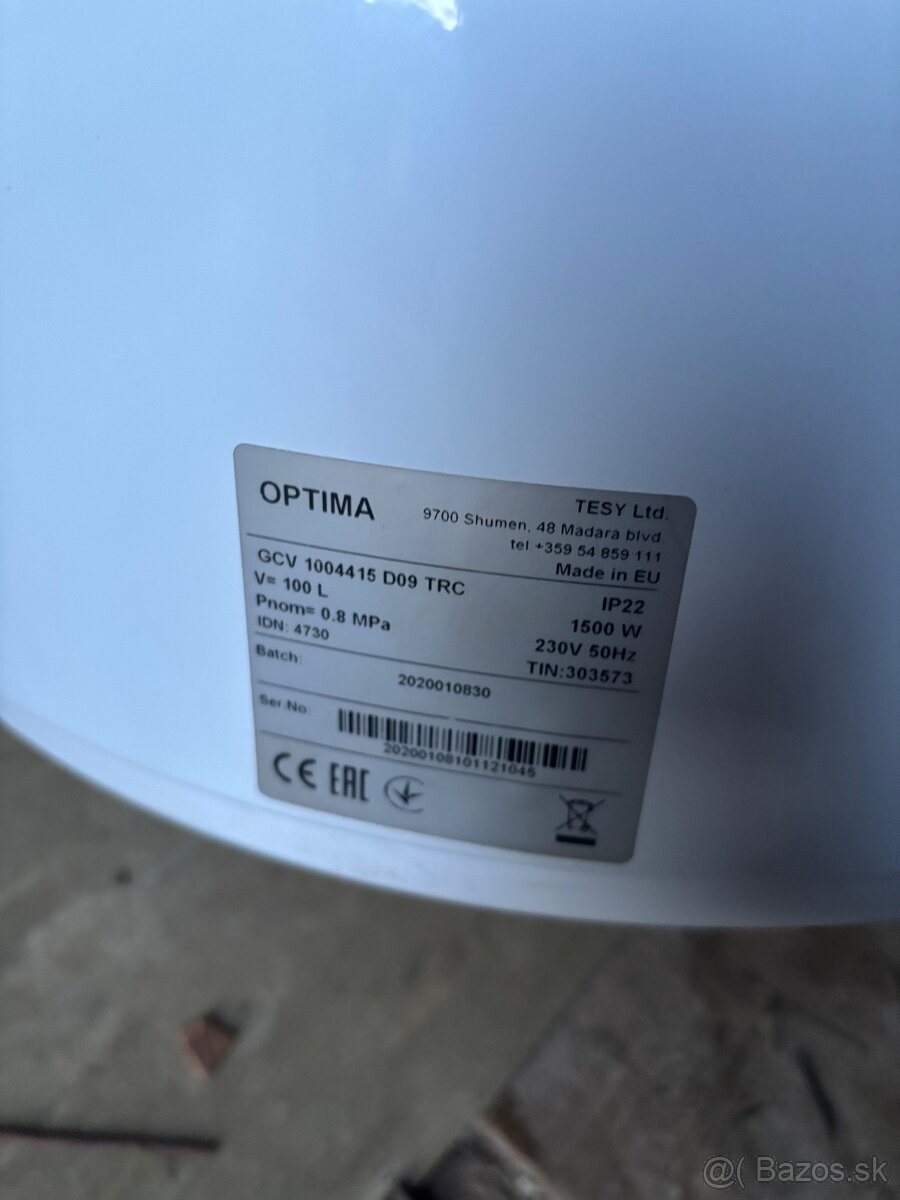 OPTIMA
TESY Ltd.
9700 Shumen, 48 Madara blvd
tel +359 54 859 111
Made in EU
GCV 1004415 D09 TRC
V= 100 L
Pnom= 0.8 MPa
IDN: 4730
IP22
1500 W
230V 50Hz
TIN:303573
Batch:
2020010830
Ser.No:
20200108101121045
CE EAC
@( Bazos.sk